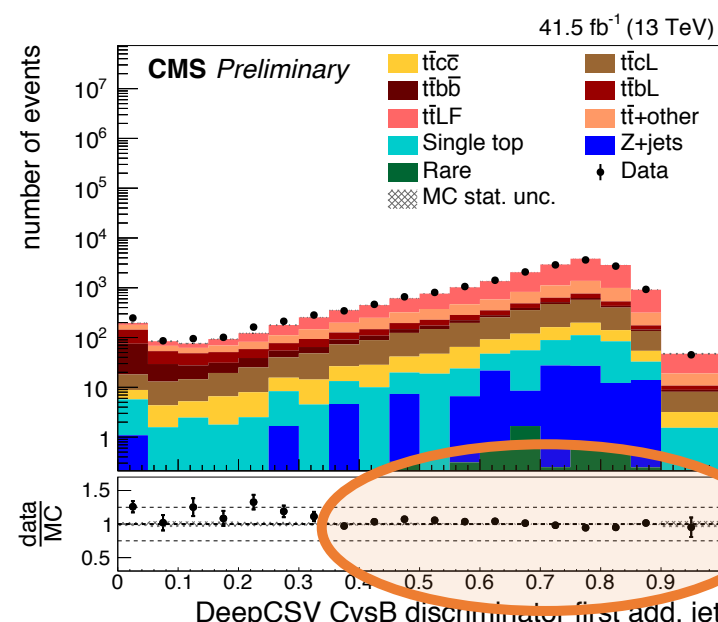 41.5 fb⁻¹ (13 TeV)
CMS Preliminary
tt̄cc̄
tt̄cL
tt̄bb̄
tt̄bL
tt̄LF
tt̄+other
Single top
Z+jets
Rare
Data
MC stat. unc.
number of events
10⁷
10⁶
10⁵
10⁴
10³
10²
10
1
data
MC
1.5
1
0.5
0 0.1 0.2 0.3 0.4 0.5 0.6 0.7 0.8 0.9
DeepCSV CvsB discriminator first add. jet